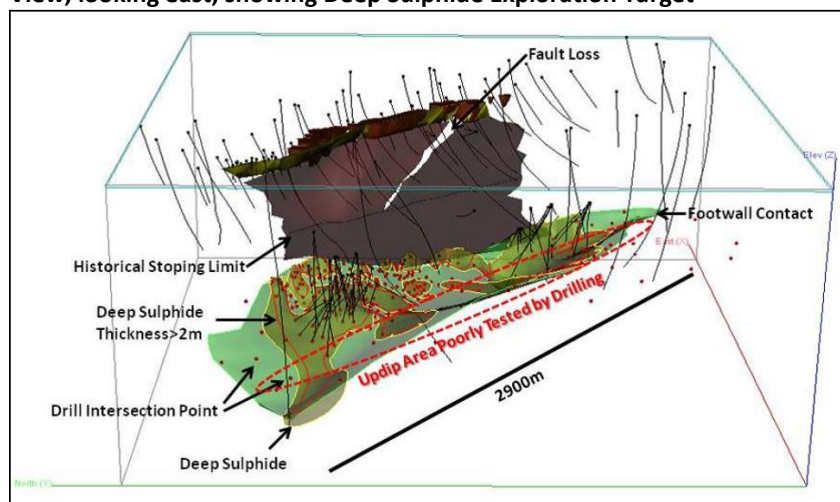 View, looking east, showing Deep Sulphide Exploration Target
Fault Loss
Elev (Z)
Footwall Contact
East (X)
Historical Stoping Limit
Deep Sulphide
Thickness>2m
Updip Area Poorly Tested by Drilling
2900m
Drill Intersection Point
Deep Sulphide
North (Y)